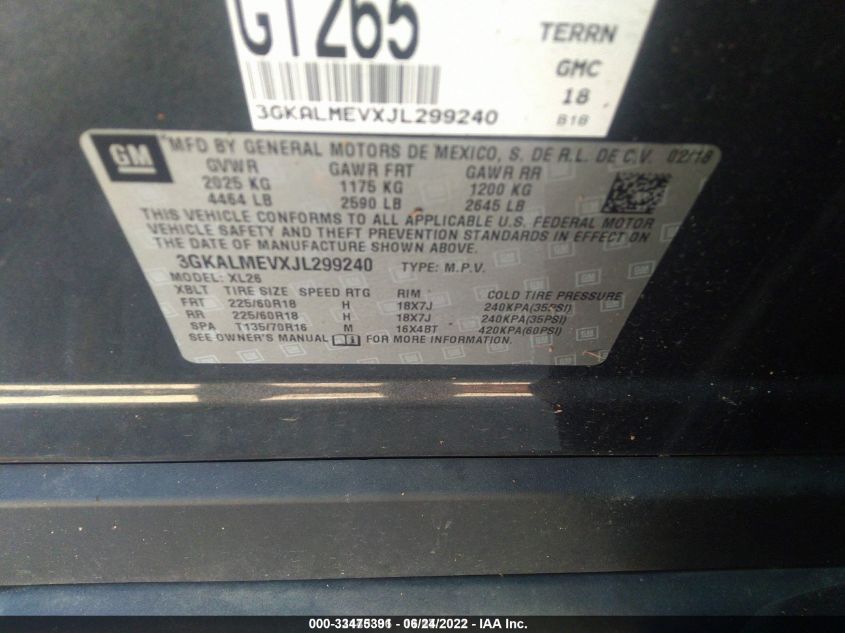 GT265
TERRN
GMC
18
B18
3GKALMEVXJL299240
GM
MFD BY GENERAL MOTORS DE MEXICO, S. DE R.L. DE C.V. 02/18
GVWR GAWR FRT GAWR RR
2025 KG 1175 KG 1200 KG
4464 LB 2590 LB 2645 LB
THIS VEHICLE CONFORMS TO ALL APPLICABLE U.S. FEDERAL MOTOR
VEHICLE SAFETY AND THEFT PREVENTION STANDARDS IN EFFECT ON
THE DATE OF MANUFACTURE SHOWN ABOVE.
3GKALMEVXJL299240 TYPE: M.P.V.
MODEL: XL26
XBLT TIRE SIZE SPEED RTG RIM COLD TIRE PRESSURE
FRT 225/60R18 H 18X7J 240KPA(35PSI)
RR 225/60R18 H 18X7J 240KPA(35PSI)
SPA T135/70R16 M 16X4BT 420KPA(60PSI)
SEE OWNER'S MANUAL FOR MORE INFORMATION.
000-33475391 - 06/24/2022 - IAA Inc.